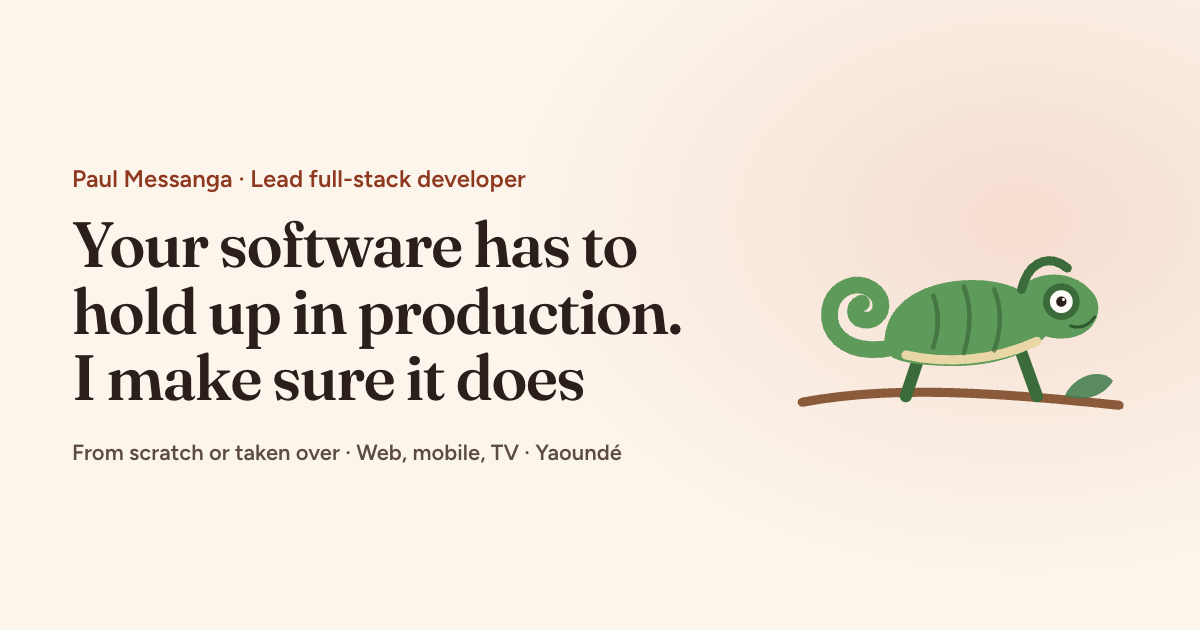 Paul Messanga · Lead full-stack developer
Your software has to
hold up in production.
I make sure it does
From scratch or taken over · Web, mobile, TV · Yaoundé